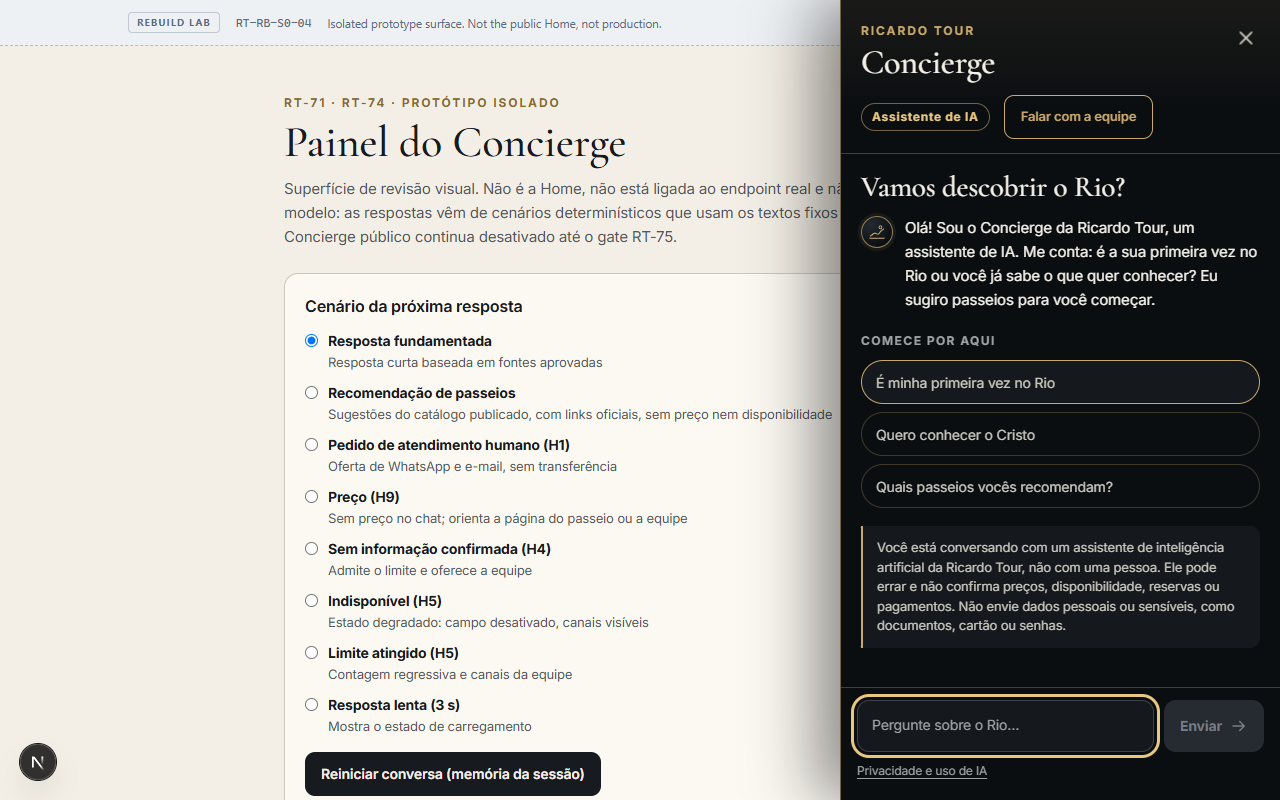 REBUILD LAB RT-RB-S0-04 Isolated prototype surface. Not the public Home, not production.
RT-71 · RT-74 · PROTÓTIPO ISOLADO
Painel do Concierge
Superfície de revisão visual. Não é a Home, não está ligada ao endpoint real e
modelo: as respostas vêm de cenários determinísticos que usam os textos fixos
Concierge público continua desativado até o gate RT-75.
Cenário da próxima resposta
Resposta fundamentada
Resposta curta baseada em fontes aprovadas
Recomendação de passeios
Sugestões do catálogo publicado, com links oficiais, sem preço nem disponibilidade
Pedido de atendimento humano (H1)
Oferta de WhatsApp e e-mail, sem transferência
Preço (H9)
Sem preço no chat; orienta a página do passeio ou a equipe
Sem informação confirmada (H4)
Admite o limite e oferece a equipe
Indisponível (H5)
Estado degradado: campo desativado, canais visíveis
Limite atingido (H5)
Contagem regressiva e canais da equipe
Resposta lenta (3 s)
Mostra o estado de carregamento
Reiniciar conversa (memória da sessão)
N
RICARDO TOUR
Concierge
Assistente de IA Falar com a equipe
Vamos descobrir o Rio?
Olá! Sou o Concierge da Ricardo Tour, um
assistente de IA. Me conta: é a sua primeira vez no
Rio ou você já sabe o que quer conhecer? Eu
sugiro passeios para você começar.
COMECE POR AQUI
É minha primeira vez no Rio
Quero conhecer o Cristo
Quais passeios vocês recomendam?
Você está conversando com um assistente de inteligência
artificial da Ricardo Tour, não com uma pessoa. Ele pode
errar e não confirma preços, disponibilidade, reservas ou
pagamentos. Não envie dados pessoais ou sensíveis, como
documentos, cartão ou senhas.
Pergunte sobre o Rio...
Enviar →
Privacidade e uso de IA